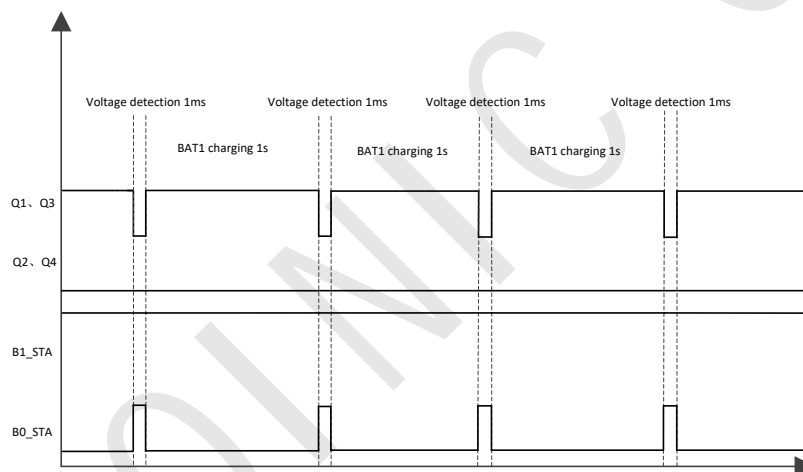 Voltage detection 1ms Voltage detection 1ms Voltage detection 1ms Voltage detection 1ms
BAT1 charging 1s BAT1 charging 1s BAT1 charging 1s
Q1、Q3
Q2、Q4
B1_STA
B0_STA
OINIC